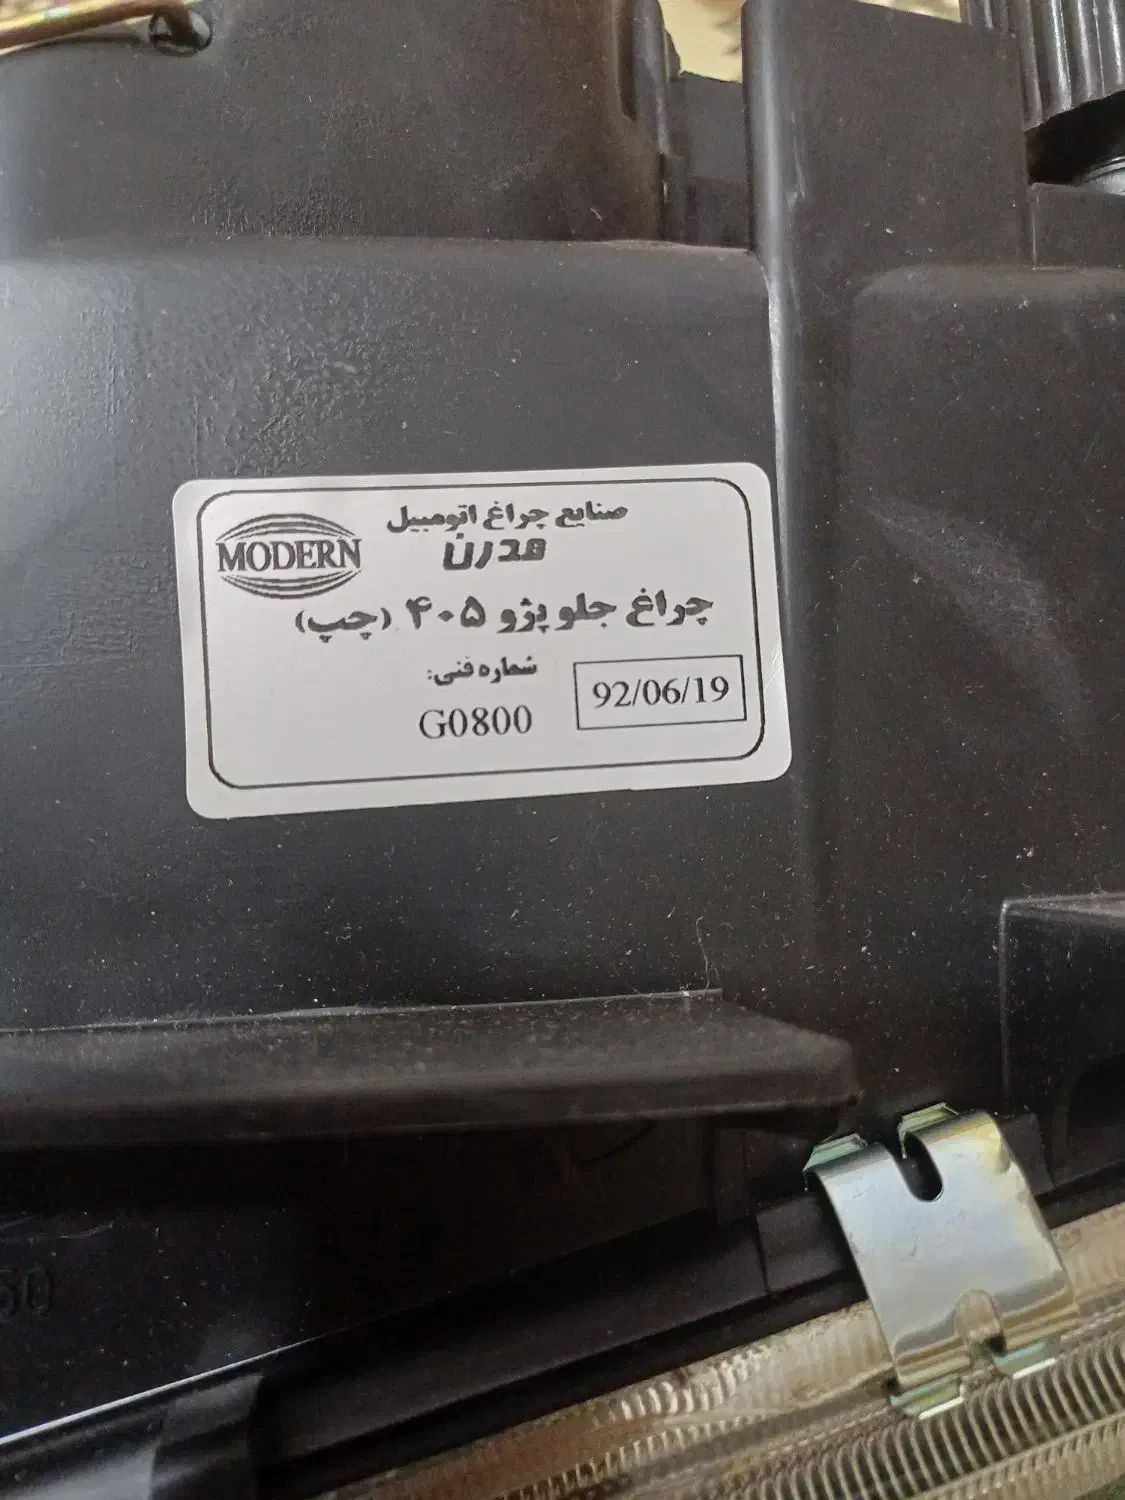 صنایع چراغ اتومبیل
MODERN
مدرن
چراغ جلو پژو ۴۰۵ (چپ)
شماره فنی:
92/06/19
G0800